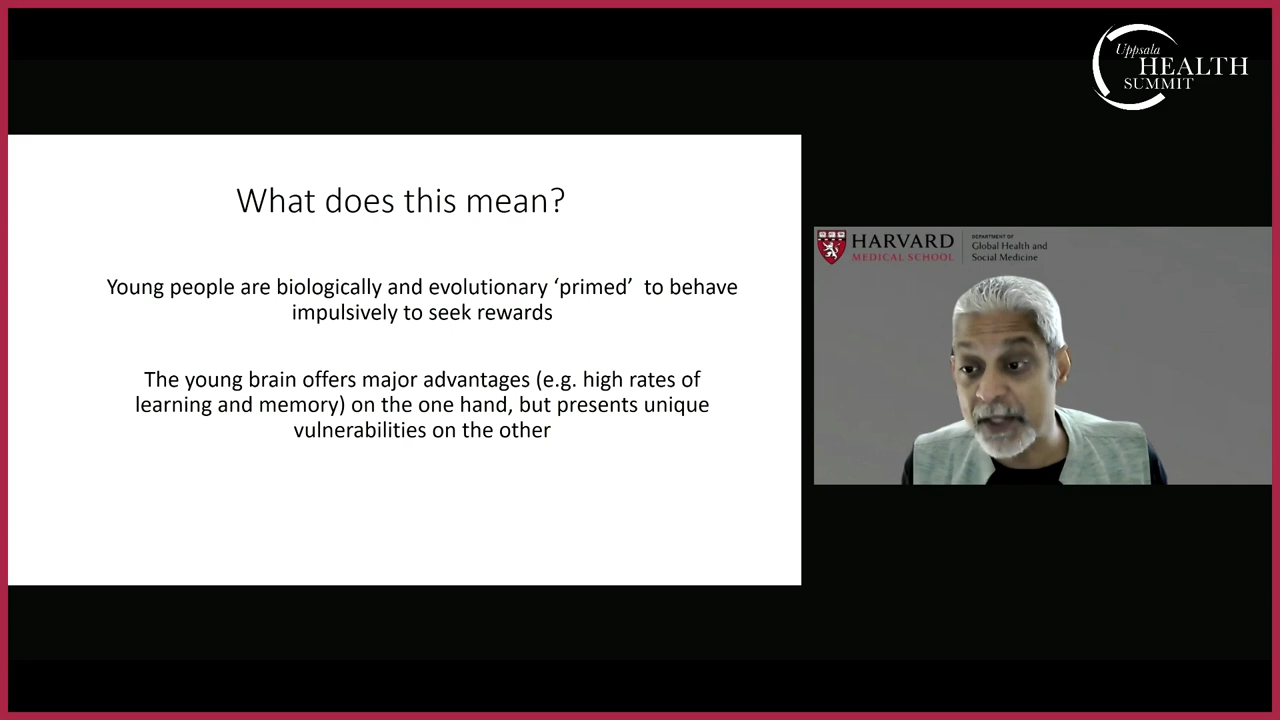 Uppsala
HEALTH
SUMMIT
What does this mean?
Young people are biologically and evolutionary ‘primed’ to behave
impulsively to seek rewards
The young brain offers major advantages (e.g. high rates of
learning and memory) on the one hand, but presents unique
vulnerabilities on the other
HARVARD
MEDICAL SCHOOL
DEPARTMENT OF
Global Health and
Social Medicine